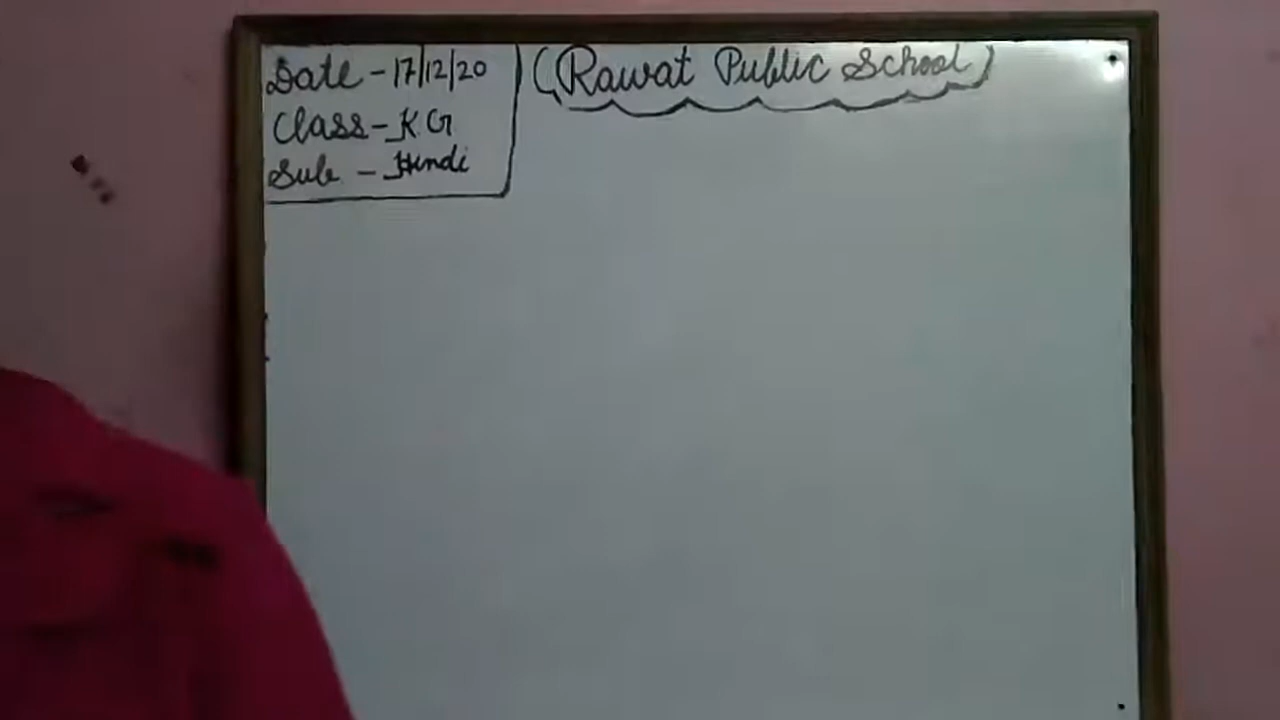 Date - 17/12/20
(Rawat Public School)
Class - KG
Sub - Hindi